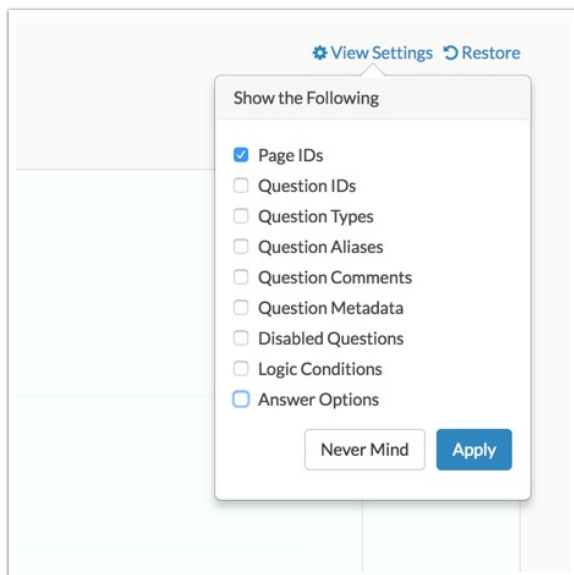 View Settings Restore
Show the Following
Page IDs
Question IDs
Question Types
Question Aliases
Question Comments
Question Metadata
Disabled Questions
Logic Conditions
Answer Options
Never Mind Apply